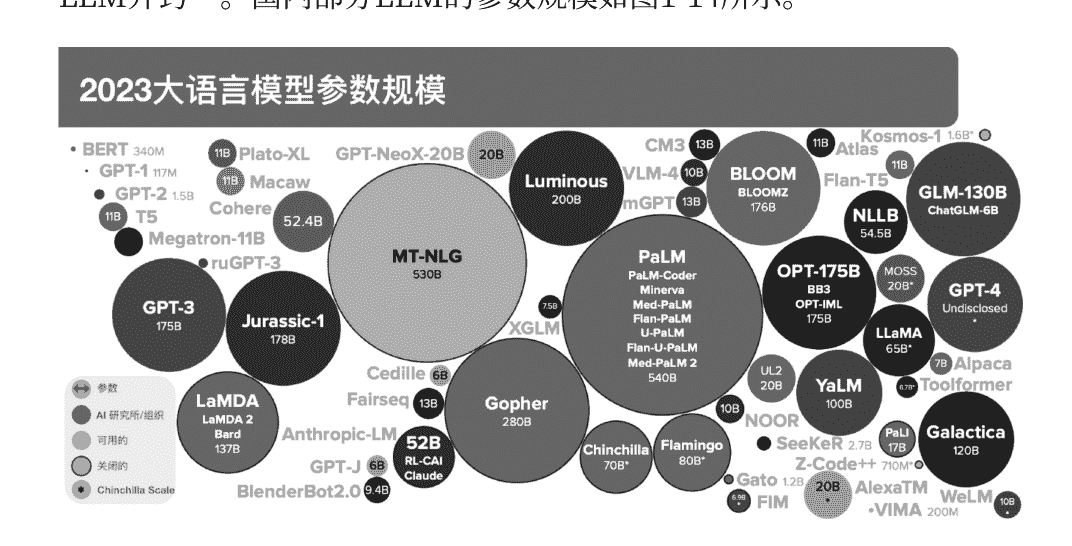 LLM并约 。国内部分LLM的参数规模如图1-14所示。
2023大语言模型参数规模
BERT 340M
GPT-1 117M
GPT-2 1.5B
11B T5
Megatron-11B
ruGPT-3
11B Plato-XL
11B Macaw
Cohere 52.4B
GPT-NeoX-20B 20B
GPT-3
175B
Jurassic-1
178B
MT-NLG
530B
Luminous
200B
CM3 13B
VLM-4 10B
mGPT 13B
BLOOM
BLOOMZ
176B
11B Atlas
Kosmos-1 1.6B*
Flan-T5 11B
GLM-130B
ChatGLM-6B
NLLB
54.5B
PaLM
PaLM-Coder
Minerva
Med-PaLM
Flan-PaLM
U-PaLM
Flan-U-PaLM
Med-PaLM 2
540B
OPT-175B
BB3
OPT-IML
175B
MOSS
20B*
GPT-4
Undisclosed
*
LLaMA
65B*
7.5B
XGLM
7B Alpaca
6.7B* Toolformer
UL2
20B
YaLM
100B
参数
AI 研究所/组织
可用的
关闭的
Chinchilla Scale
LaMDA
LaMDA 2
Bard
137B
Cedille 6B
Fairseq 13B
Anthropic-LM
52B
RL-CAI
Claude
GPT-J 6B
BlenderBot2.0 9.4B
Gopher
280B
Chinchilla
70B*
Flamingo
80B*
10B
NOOR
SeeKeR 2.7B
PaLI
17B
Galactica
120B
Z-Code++ 710M*
Gato 1.2B
6.9B
*
FIM
20B
*
AlexaTM
VIMA 200M
WeLM
10B
*